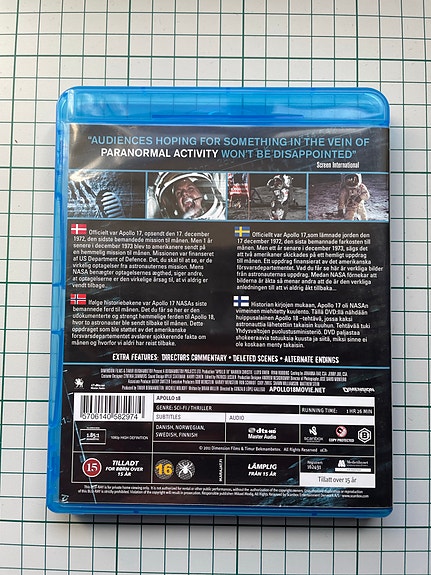 "AUDIENCES HOPING FOR SOMETHING IN THE VEIN OF
PARANORMAL ACTIVITY WON'T BE DISAPPOINTED"
Screen International
Officielt var Apollo 17, opsendt den 17. december
1972, den sidste bemandede mission til månen. Men i
december 1973 blev to amerikanere sendt på
en hemmelig mission til månen. Missionen var finansieret
af US Department of Defence. Det, du skal til at se, er de
virkelig optagelser fra astronauternes mission. Mens
NASA benægter optagelsernes ægthed, siger andre,
at optagelserne er den virkelige årsag til, at vi aldrig er
vendt tilbage...
Officiellt var Apollo 17, som lämnade jorden den
17 december 1972, den sista bemannade farkosten till
månen. Men ett år senare i december 1973, sägs det
att två amerikaner skickades på ett hemligt uppdrag
till månen. Ett uppdrag finansierat av det amerikanska
försvarsdepartementet. Vad du får se här är verkliga bilder
från astronauternas uppdrag. Medan NASA förnekar att
bilderna är äkta så menar andra att de är den verkliga
anledningen till att vi aldrig åkt tillbaka...
Ifølge historiebøkene var Apollo 17 NASAs siste
bemannede ferd til månen. Det du får se her er den
udokumenterte og strengt hemmelige ferden til Apollo 18,
hvor to astronauter ble sendt tilbake til månen. Dette
oppdraget som ble støttet av det amerikanske
forsvarsdepartementet avslører sjokkerende fakta om
månen og hvorfor vi aldri har reist tilbake.
Historian kirjojen mukaan, Apollo 17 oli NASAn
viimeinen miehitetty kuulento. Tällä DVD:llä nähdään
huippusalainen Apollo 18 -tehtävä, jossa kaksi
astronauttia lähetettiin takaisin kuuhun. Tehtävää tuki
Yhdysvaltojen puolustusministeriö. DVD paljastaa
shokeeraavia totuuksia kuusta ja siitä, miksi sinne ei
ole koskaan menty takaisin.
EXTRA FEATURES: DIRECTORS COMMENTARY • DELETED SCENES • ALTERNATE ENDINGS
APOLLO18MOVIE.NET
5706140582974
APOLLO 18
GENRE: SCI-FI / THRILLER
RUNNING TIME: 1 HR 26 MIN
SUBTITLES
AUDIO
1.85:1
1080p HIGH DEFINITION
DANISH, NORWEGIAN,
SWEDISH, FINNISH
dts-HD
Master Audio
scanbox
COPY PROTECTED
© 2012 Dimension Films & Timur Bekmambetov.
15
TILLADT
FOR BØRN OVER
15 ÅR
16
LÄMPLIG
FRÅN 15 ÅR
Medietilsynet
Tillatt over 15 år